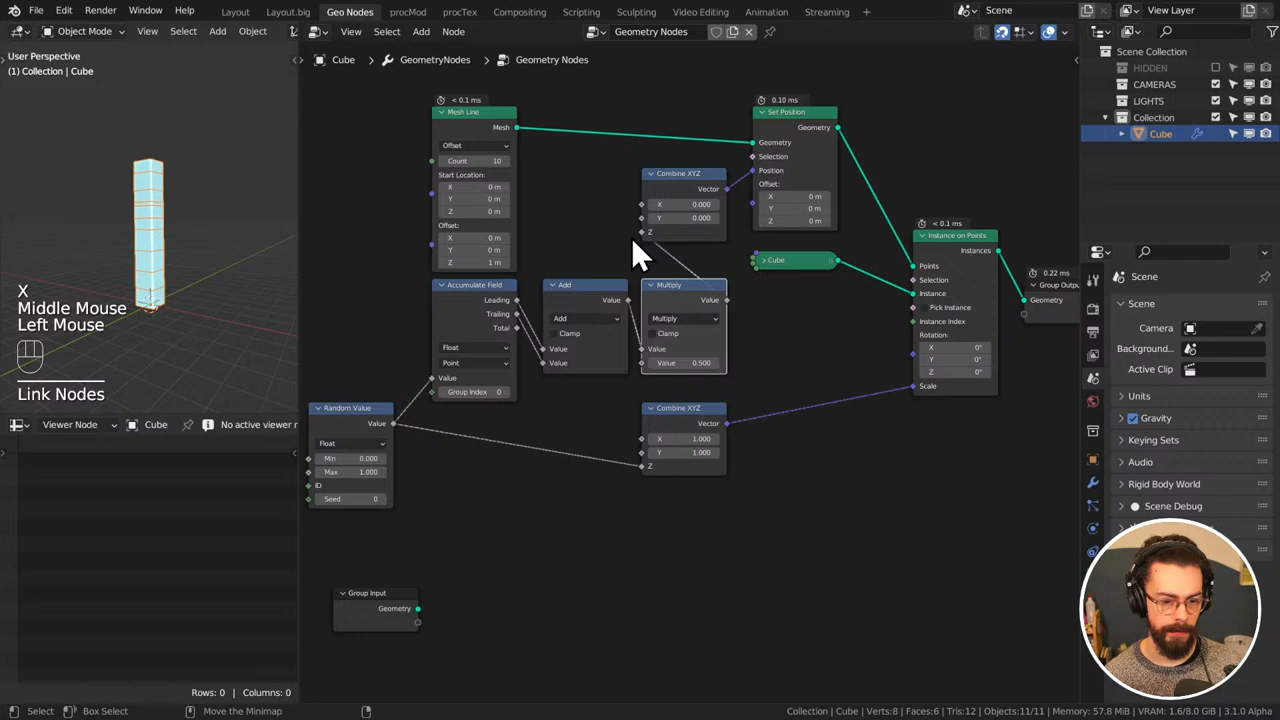 File Edit Render Window Help Layout Layout.big Geo Nodes procMod procTex Compositing Scripting Sculpting Video Editing Animation Streaming + Scene View Layer
Object Mode View Select Add Object View Select Add Node Geometry Nodes
User Perspective
(1) Collection | Cube
Cube GeometryNodes Geometry Nodes
Scene Collection
HIDDEN
CAMERAS
LIGHTS
Collection
Cube
< 0.1 ms
Mesh Line
Mesh
Offset
Count 10
Start Location:
X 0 m
Y 0 m
Z 0 m
Offset:
X 0 m
Y 0 m
Z 1 m
0.10 ms
Set Position
Geometry
Geometry
Selection
Position
Offset:
X 0 m
Y 0 m
Z 0 m
Combine XYZ
Vector
X 0.000
Y 0.000
Z
Cube
Accumulate Field
Leading
Trailing
Total
Float
Point
Value
Group Index 0
Add
Value
Add
Clamp
Value
Value
Multiply
Value
Multiply
Clamp
Value
Value 0.500
< 0.1 ms
Instance on Points
Instances
Points
Selection
Instance
Pick Instance
Instance Index
Rotation:
X 0°
Y 0°
Z 0°
Scale
0.22 ms
Group Outp
Geometry
Random Value
Value
Float
Min 0.000
Max 1.000
ID
Seed 0
Combine XYZ
Vector
X 1.000
Y 1.000
Z
Group Input
Geometry
X
Middle Mouse
Left Mouse
Link Nodes
Viewer Node Cube No active viewer n
Rows: 0 | Columns: 0
Scene
Scene
Camera
Background...
Active Clip
Units
Gravity
Keying Sets
Audio
Rigid Body World
Scene Debug
Select Box Select Move the Minimap
Collection | Cube | Verts:8 | Faces:6 | Tris:12 | Objects:11/11 | Memory: 57.8 MiB | VRAM: 1.6/8.0 GiB | 3.1.0 Alpha